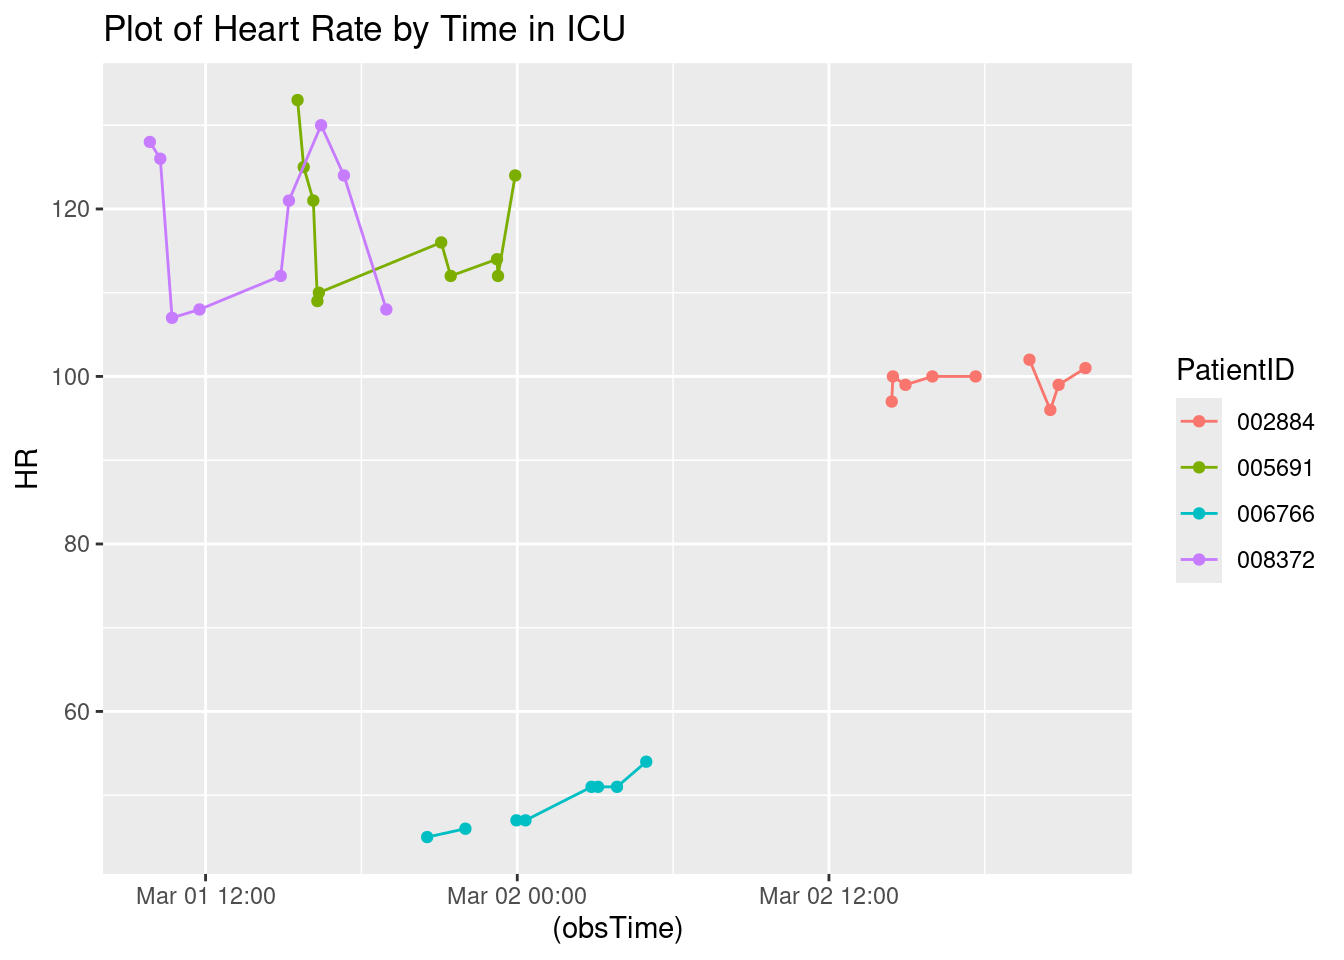 Plot of Heart Rate by Time in ICU
HR
120
100
80
60
Mar 01 12:00
Mar 02 00:00
Mar 02 12:00
(obsTime)
PatientID
002884
005691
006766
008372